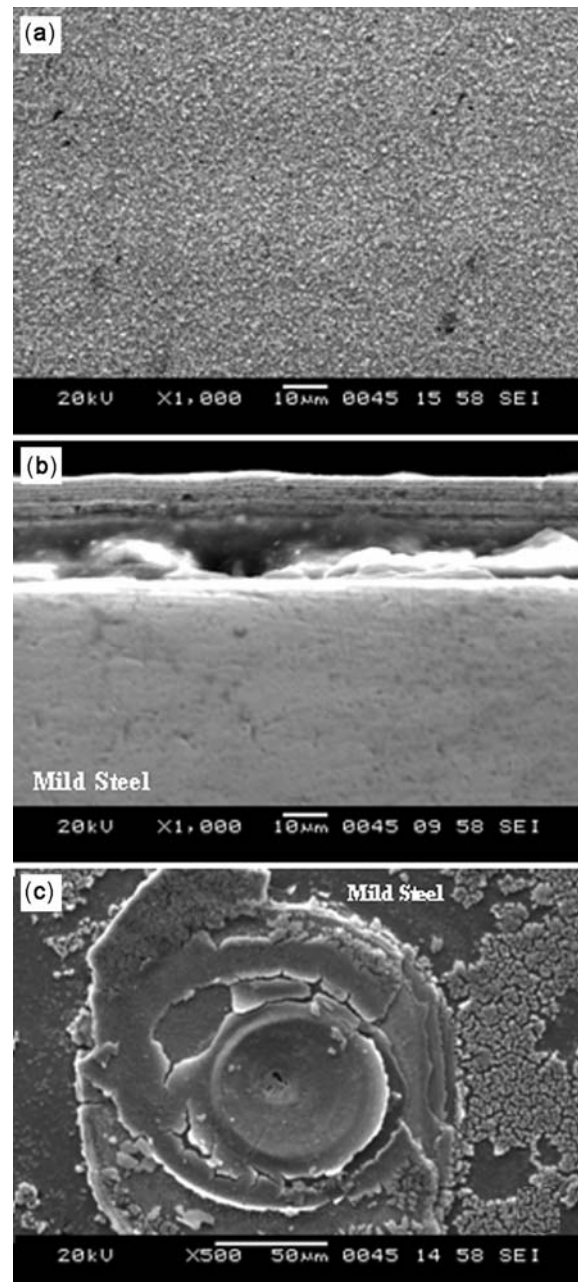 (a)
20kV X1,000 10μm 0045 15 58 SEI
(b)
Mild Steel
20kV X1,000 10μm 0045 09 58 SEI
(c)
Mild Steel
20kV X500 50μm 0045 14 58 SEI